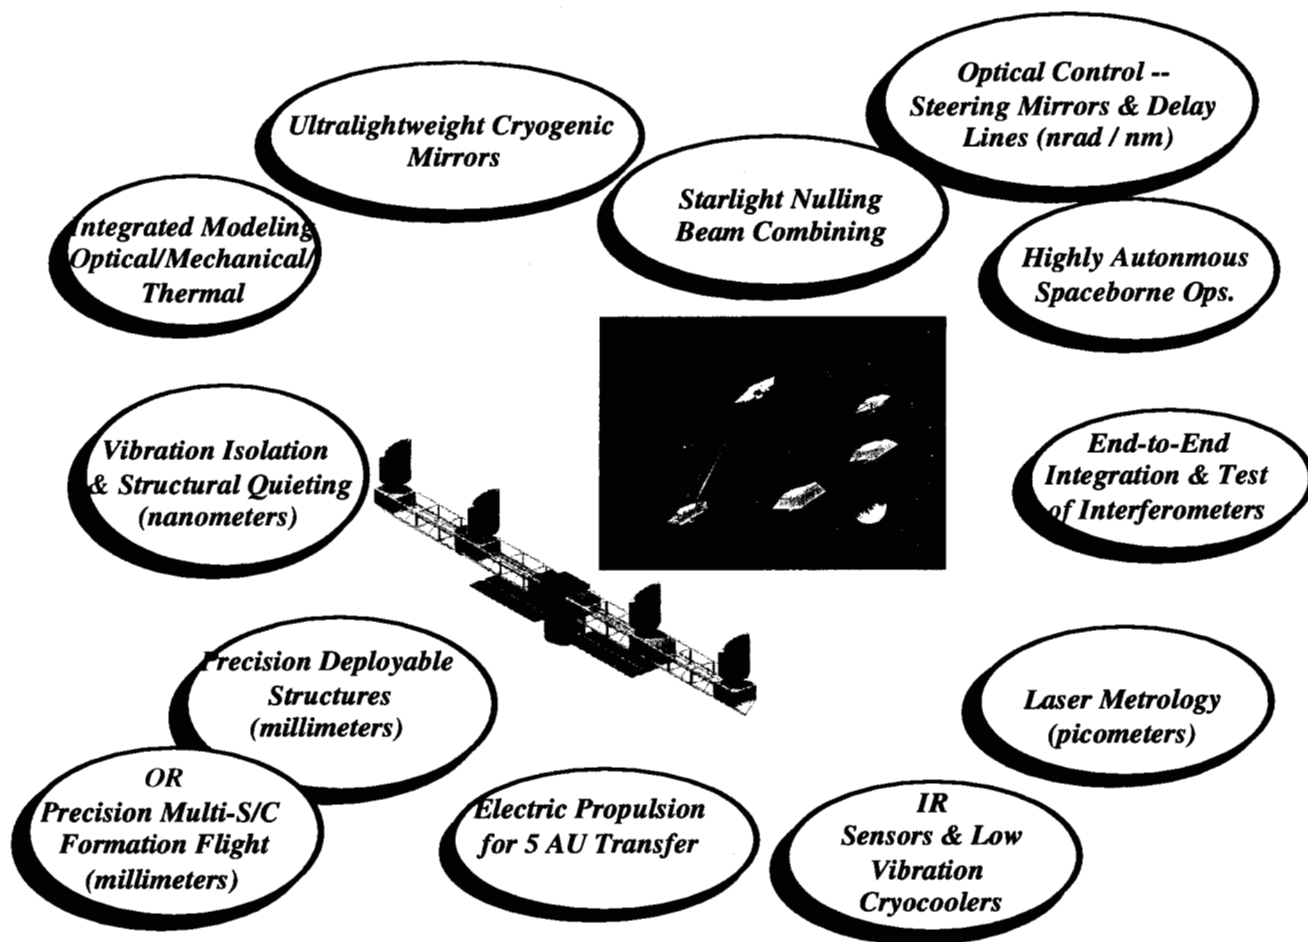 Optical Control --
Steering Mirrors & Delay
Lines (nrad / nm)
Ultralightweight Cryogenic
Mirrors
Starlight Nulling
Beam Combining
Integrated Modeling
Optical/Mechanical/
Thermal
Highly Autonmous
Spaceborne Ops.
Vibration Isolation
& Structural Quieting
(nanometers)
End-to-End
Integration & Test
of Interferometers
Precision Deployable
Structures
(millimeters)
Laser Metrology
(picometers)
OR
Precision Multi-S/C
Formation Flight
(millimeters)
Electric Propulsion
for 5 AU Transfer
IR
Sensors & Low
Vibration
Cryocoolers